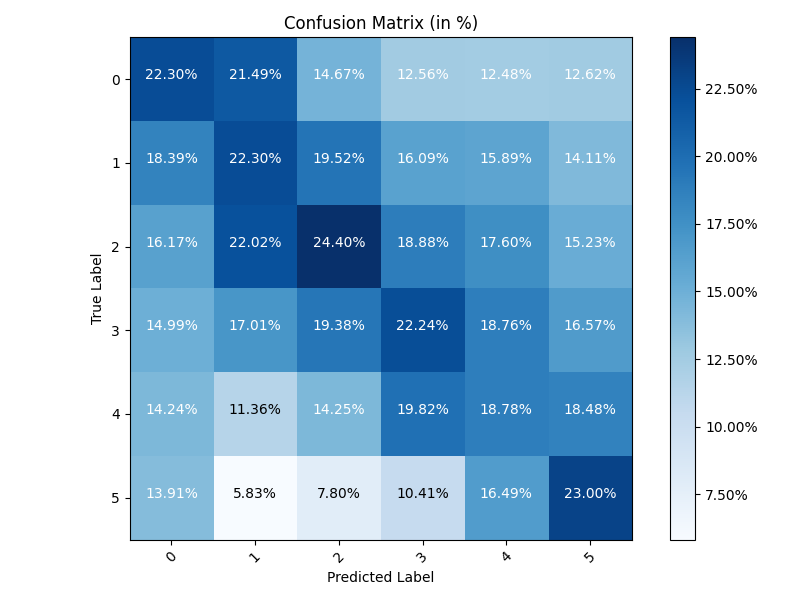 Confusion Matrix (in %)
0 22.30% 21.49% 14.67% 12.56% 12.48% 12.62%
1 18.39% 22.30% 19.52% 16.09% 15.89% 14.11%
2 16.17% 22.02% 24.40% 18.88% 17.60% 15.23%
3 14.99% 17.01% 19.38% 22.24% 18.76% 16.57%
4 14.24% 11.36% 14.25% 19.82% 18.78% 18.48%
5 13.91% 5.83% 7.80% 10.41% 16.49% 23.00%
0 1 2 3 4 5
Predicted Label
True Label
22.50%
20.00%
17.50%
15.00%
12.50%
10.00%
7.50%